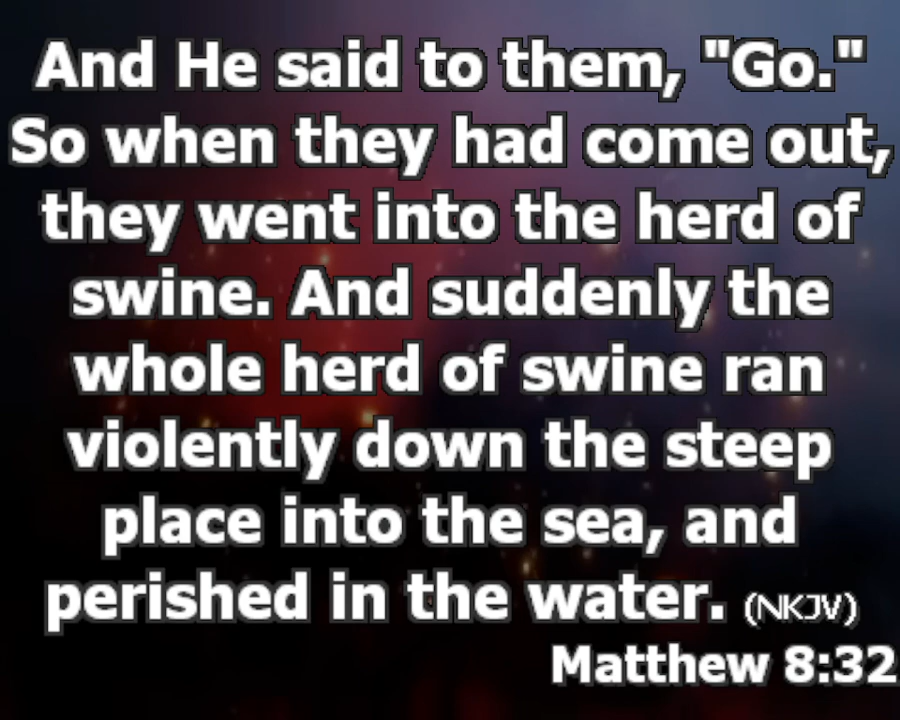 And He said to them, "Go."
So when they had come out,
they went into the herd of
swine. And suddenly the
whole herd of swine ran
violently down the steep
place into the sea, and
perished in the water. (NKJV)
Matthew 8:32